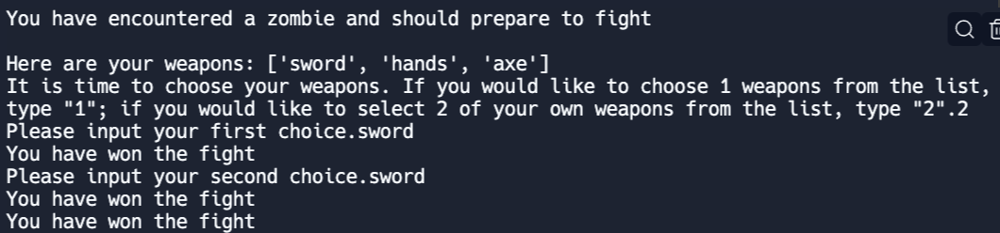 You have encountered a zombie and should prepare to fight
Here are your weapons: ['sword', 'hands', 'axe']
It is time to choose your weapons. If you would like to choose 1 weapons from the list,
type "1"; if you would like to select 2 of your own weapons from the list, type "2".2
Please input your first choice.sword
You have won the fight
Please input your second choice.sword
You have won the fight
You have won the fight